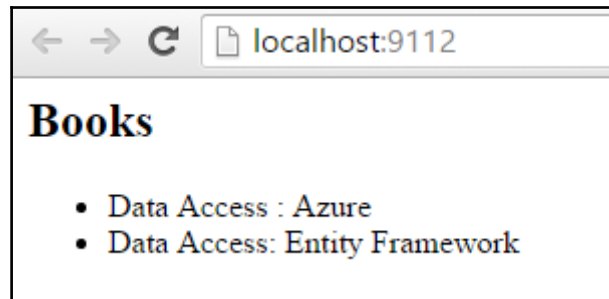 localhost:9112
Books
Data Access : Azure
Data Access: Entity Framework